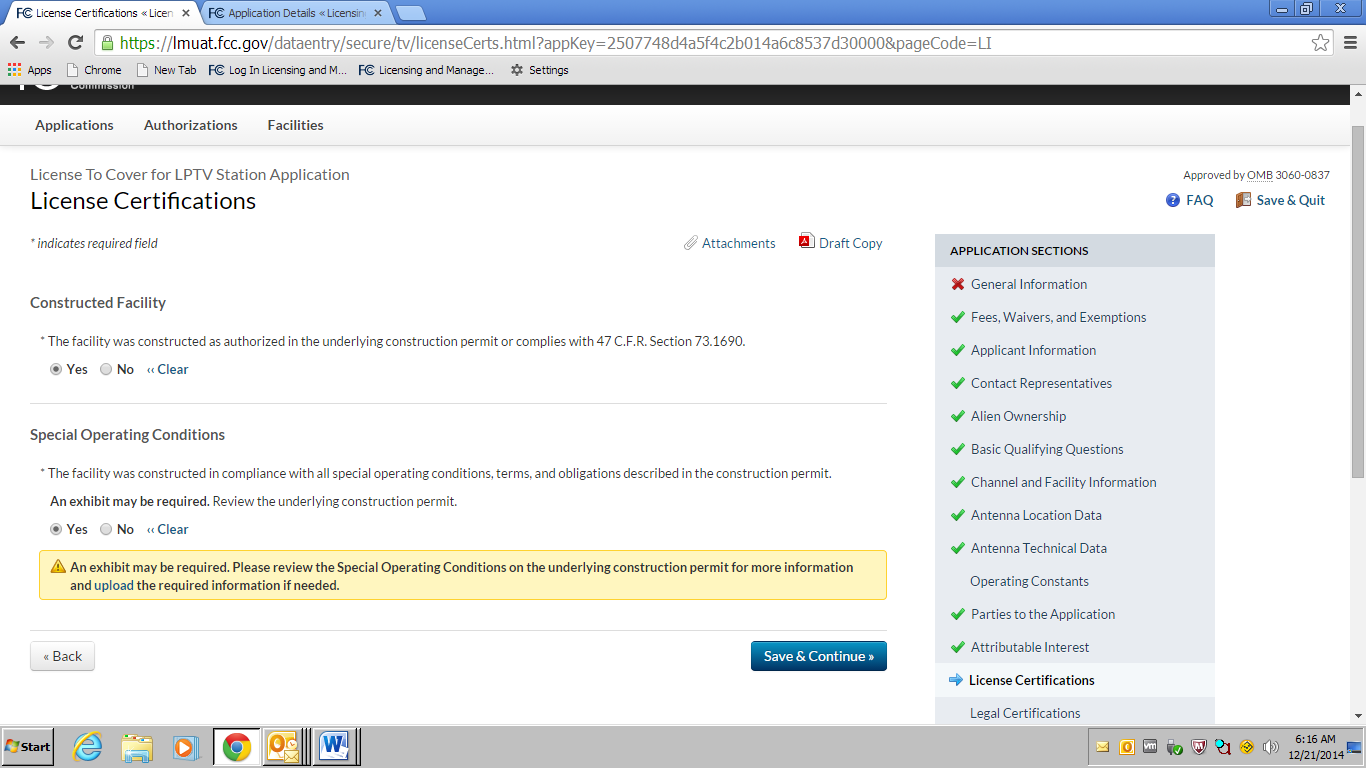 License Certifications « Licen
Application Details « Licensin
https://lmuat.fcc.gov/dataentry/secure/tv/licenseCerts.html?appKey=2507748d4a5f4c2b014a6c8537d30000&pageCode=LI
Apps Chrome New Tab Log In Licensing and M... Licensing and Manage... Settings
Commission
Applications Authorizations Facilities
License To Cover for LPTV Station Application
Approved by OMB 3060-0837
License Certifications
FAQ Save & Quit
* indicates required field
Attachments Draft Copy
Constructed Facility
* The facility was constructed as authorized in the underlying construction permit or complies with 47 C.F.R. Section 73.1690.
Yes No ‹‹ Clear
Special Operating Conditions
* The facility was constructed in compliance with all special operating conditions, terms, and obligations described in the construction permit.
An exhibit may be required. Review the underlying construction permit.
Yes No ‹‹ Clear
An exhibit may be required. Please review the Special Operating Conditions on the underlying construction permit for more information
and upload the required information if needed.
« Back
Save & Continue »
APPLICATION SECTIONS
General Information
Fees, Waivers, and Exemptions
Applicant Information
Contact Representatives
Alien Ownership
Basic Qualifying Questions
Channel and Facility Information
Antenna Location Data
Antenna Technical Data
Operating Constants
Parties to the Application
Attributable Interest
License Certifications
Legal Certifications
Start
6:16 AM
12/21/2014